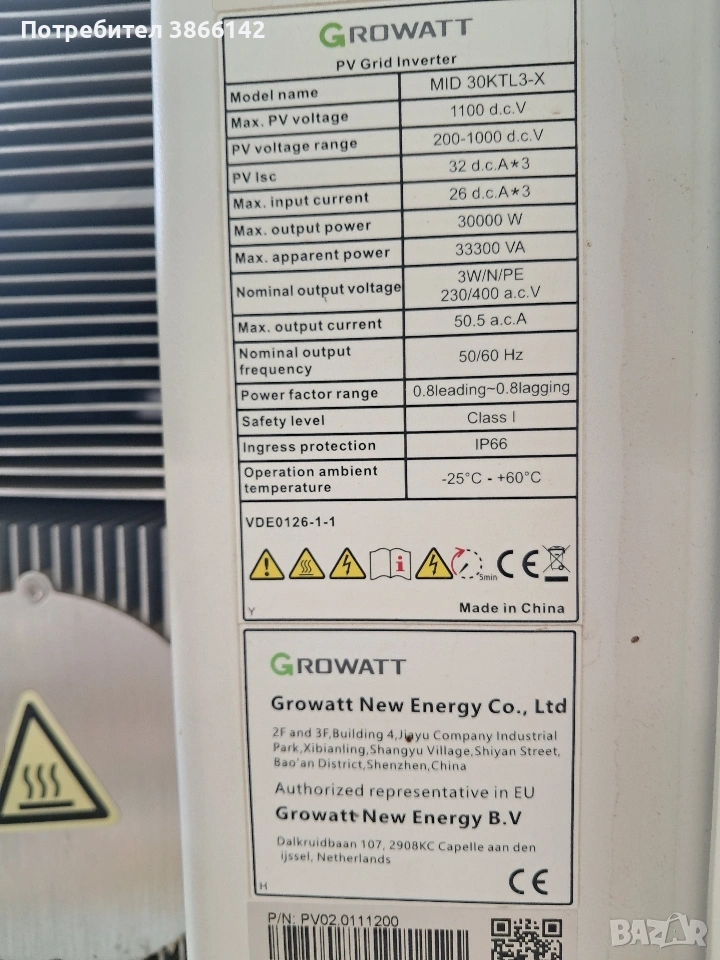 Потребител 3866142
GROWATT
PV Grid Inverter
Model name MID 30KTL3-X
Max. PV voltage 1100 d.c.V
PV voltage range 200-1000 d.c.V
PV Isc 32 d.c.A*3
Max. input current 26 d.c.A*3
Max. output power 30000 W
Max. apparent power 33300 VA
Nominal output voltage 3W/N/PE
230/400 a.c.V
Max. output current 50.5 a.c.A
Nominal output
frequency 50/60 Hz
Power factor range 0.8leading~0.8lagging
Safety level Class I
Ingress protection IP66
Operation ambient
temperature -25°C - +60°C
VDE0126-1-1
5min
CE
Y Made in China
GROWATT
Growatt New Energy Co., Ltd
2F and 3F,Building 4,Jiayu Company Industrial
Park,Xibianling,Shangyu Village,Shiyan Street,
Bao'an District,Shenzhen,China
Authorized representative in EU
Growatt New Energy B.V
Dalkruidbaan 107, 2908KC Capelle aan den
ijssel, Netherlands
H CE
P/N: PV02.0111200
BAZAR